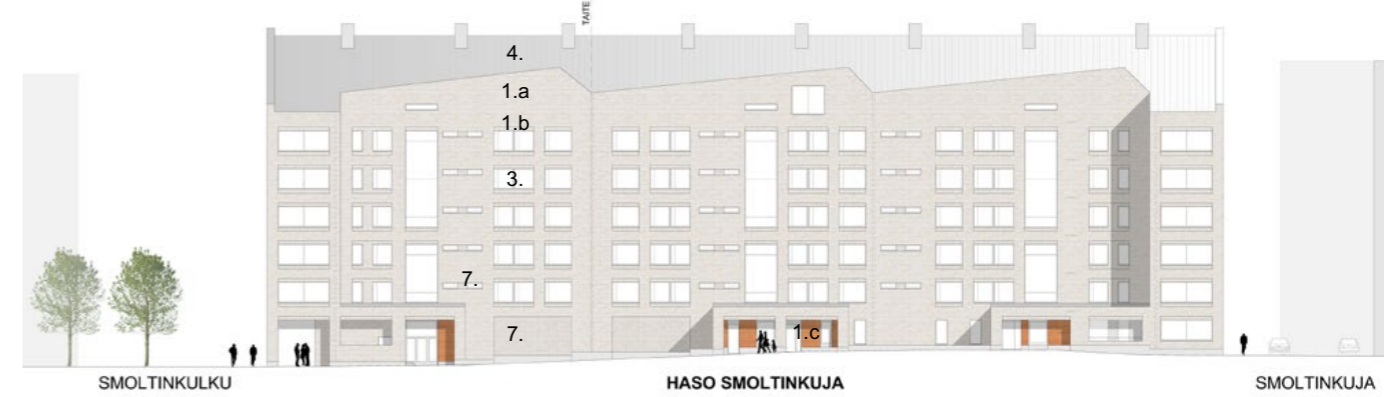 TAITE
4.
1.a
1.b
3.
7.
7.
1.c
SMOLTINKULKU
HASO SMOLTINKUJA
SMOLTINKUJA